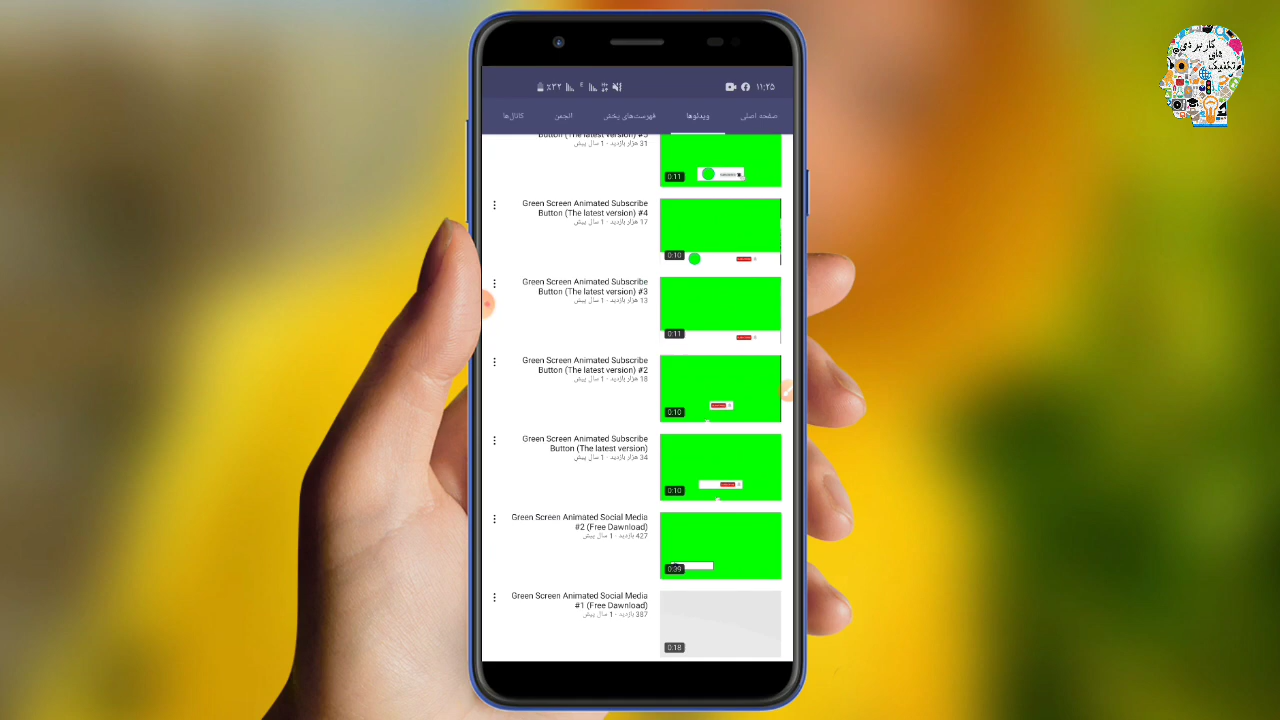 کاربردی
های
تکنیک
٪۳۲
۱۱:۲۵
صفحه اصلی
ویدئوها
فهرست‌های پخش
انجمن
کانال‌ها
Button (The latest version) #5
31 هزار بازدید · 1 سال پیش
0:11
Green Screen Animated Subscribe
Button (The latest version) #4
17 هزار بازدید · 1 سال پیش
0:10
Green Screen Animated Subscribe
Button (The latest version) #3
13 هزار بازدید · 1 سال پیش
0:11
Green Screen Animated Subscribe
Button (The latest version) #2
18 هزار بازدید · 1 سال پیش
0:10
Green Screen Animated Subscribe
Button (The latest version)
34 هزار بازدید · 1 سال پیش
0:10
Green Screen Animated Social Media
#2 (Free Dawnload)
427 بازدید · 1 سال پیش
0:39
Green Screen Animated Social Media
#1 (Free Dawnload)
387 بازدید · 1 سال پیش
0:18